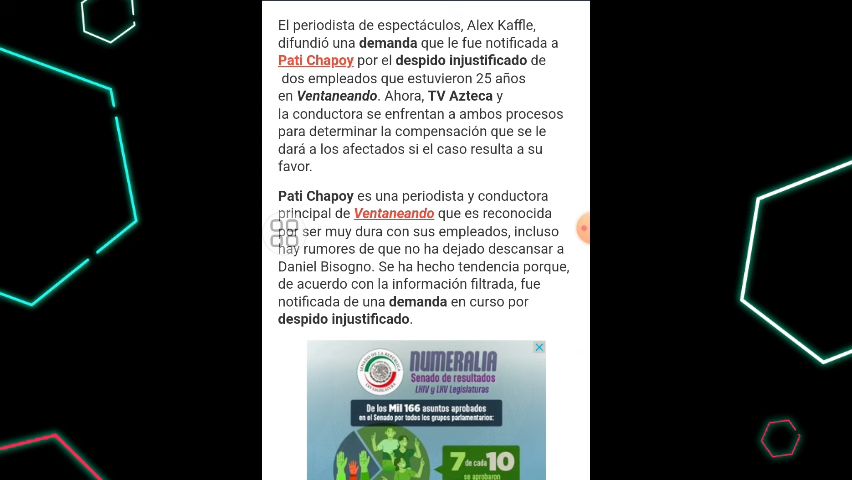 El periodista de espectáculos, Alex Kaffle,
difundió una demanda que le fue notificada a
Pati Chapoy por el despido injustificado de
dos empleados que estuvieron 25 años
en Ventaneando. Ahora, TV Azteca y
la conductora se enfrentan a ambos procesos
para determinar la compensación que se le
dará a los afectados si el caso resulta a su
favor.
Pati Chapoy es una periodista y conductora
principal de Ventaneando que es reconocida
por ser muy dura con sus empleados, incluso
hay rumores de que no ha dejado descansar a
Daniel Bisogno. Se ha hecho tendencia porque,
de acuerdo con la información filtrada, fue
notificada de una demanda en curso por
despido injustificado.
NUMERALIA
Senado de resultados
LXIV y LXV Legislaturas
De los Mil 166 asuntos aprobados
en el Senado por todos los grupos parlamentarios:
7 de cada 10
se aprobaron